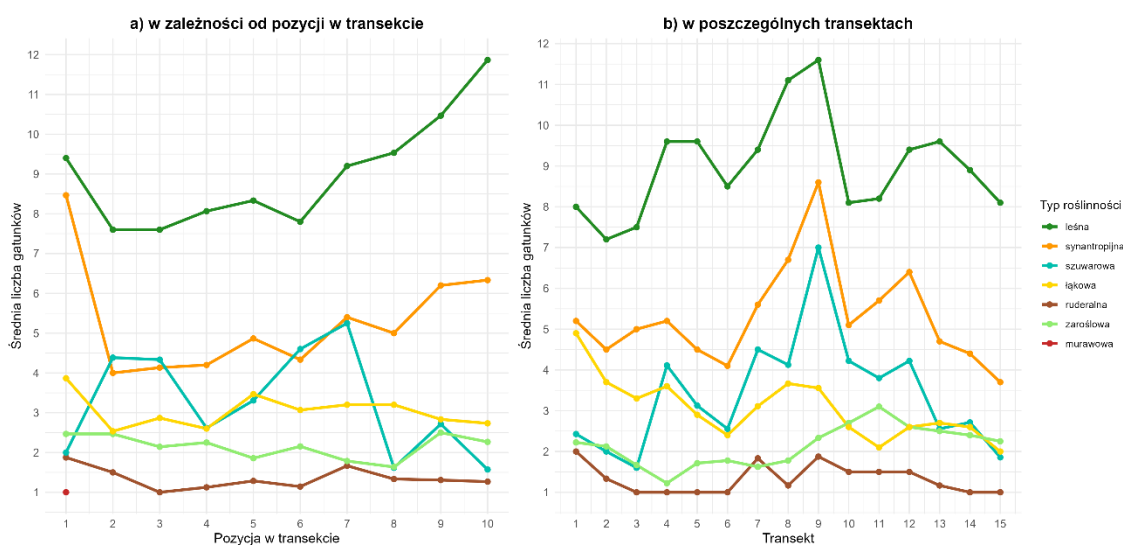 a) w zależności od pozycji w transekcie
Średnia liczba gatunków
12
11
10
9
8
7
6
5
4
3
2
1
1 2 3 4 5 6 7 8 9 10
Pozycja w transekcie
b) w poszczególnych transektach
Średnia liczba gatunków
12
11
10
9
8
7
6
5
4
3
2
1
1 2 3 4 5 6 7 8 9 10 11 12 13 14 15
Transekt
Typ roślinności
leśna
synantropijna
szuwarowa
łąkowa
ruderalna
zaroślowa
murawowa